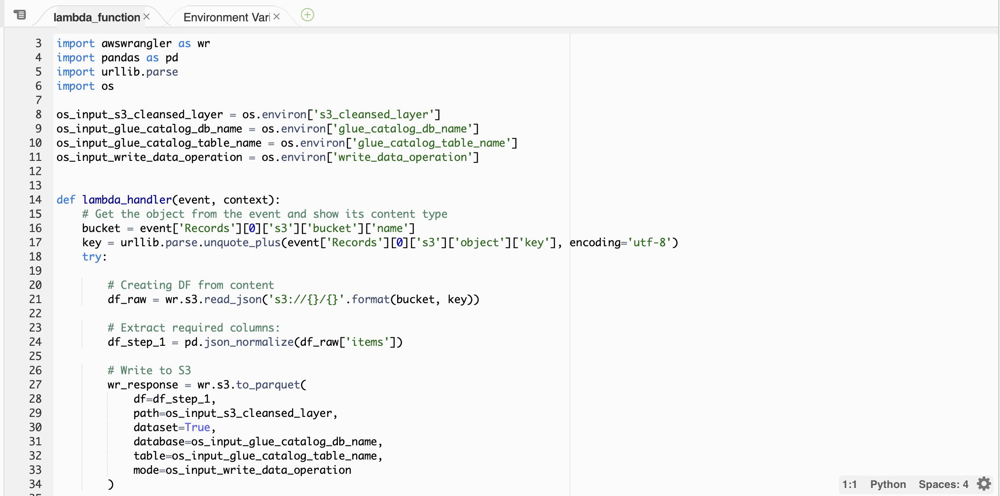 lambda_function × Environment Vari ×
3 import awswrangler as wr
4 import pandas as pd
5 import urllib.parse
6 import os
7
8 os_input_s3_cleansed_layer = os.environ['s3_cleansed_layer']
9 os_input_glue_catalog_db_name = os.environ['glue_catalog_db_name']
10 os_input_glue_catalog_table_name = os.environ['glue_catalog_table_name']
11 os_input_write_data_operation = os.environ['write_data_operation']
12
13
14 def lambda_handler(event, context):
15     # Get the object from the event and show its content type
16     bucket = event['Records'][0]['s3']['bucket']['name']
17     key = urllib.parse.unquote_plus(event['Records'][0]['s3']['object']['key'], encoding='utf-8')
18     try:
19
20         # Creating DF from content
21         df_raw = wr.s3.read_json('s3://{}/{}'.format(bucket, key))
22
23         # Extract required columns:
24         df_step_1 = pd.json_normalize(df_raw['items'])
25
26         # Write to S3
27         wr_response = wr.s3.to_parquet(
28             df=df_step_1,
29             path=os_input_s3_cleansed_layer,
30             dataset=True,
31             database=os_input_glue_catalog_db_name,
32             table=os_input_glue_catalog_table_name,
33             mode=os_input_write_data_operation
34         )
1:1 Python Spaces: 4